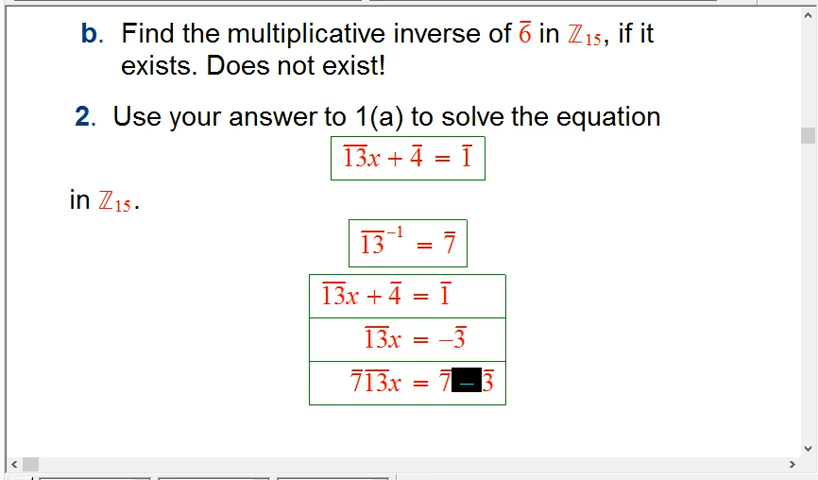 b. Find the multiplicative inverse of 6̅ in ℤ₁₅, if it
exists. Does not exist!
2. Use your answer to 1(a) to solve the equation
1̅3̅x + 4̅ = 1̅
in ℤ₁₅.
1̅3̅⁻¹ = 7̅
1̅3̅x + 4̅ = 1̅
1̅3̅x = −3̅
7̅1̅3̅x = 7̅−3̅